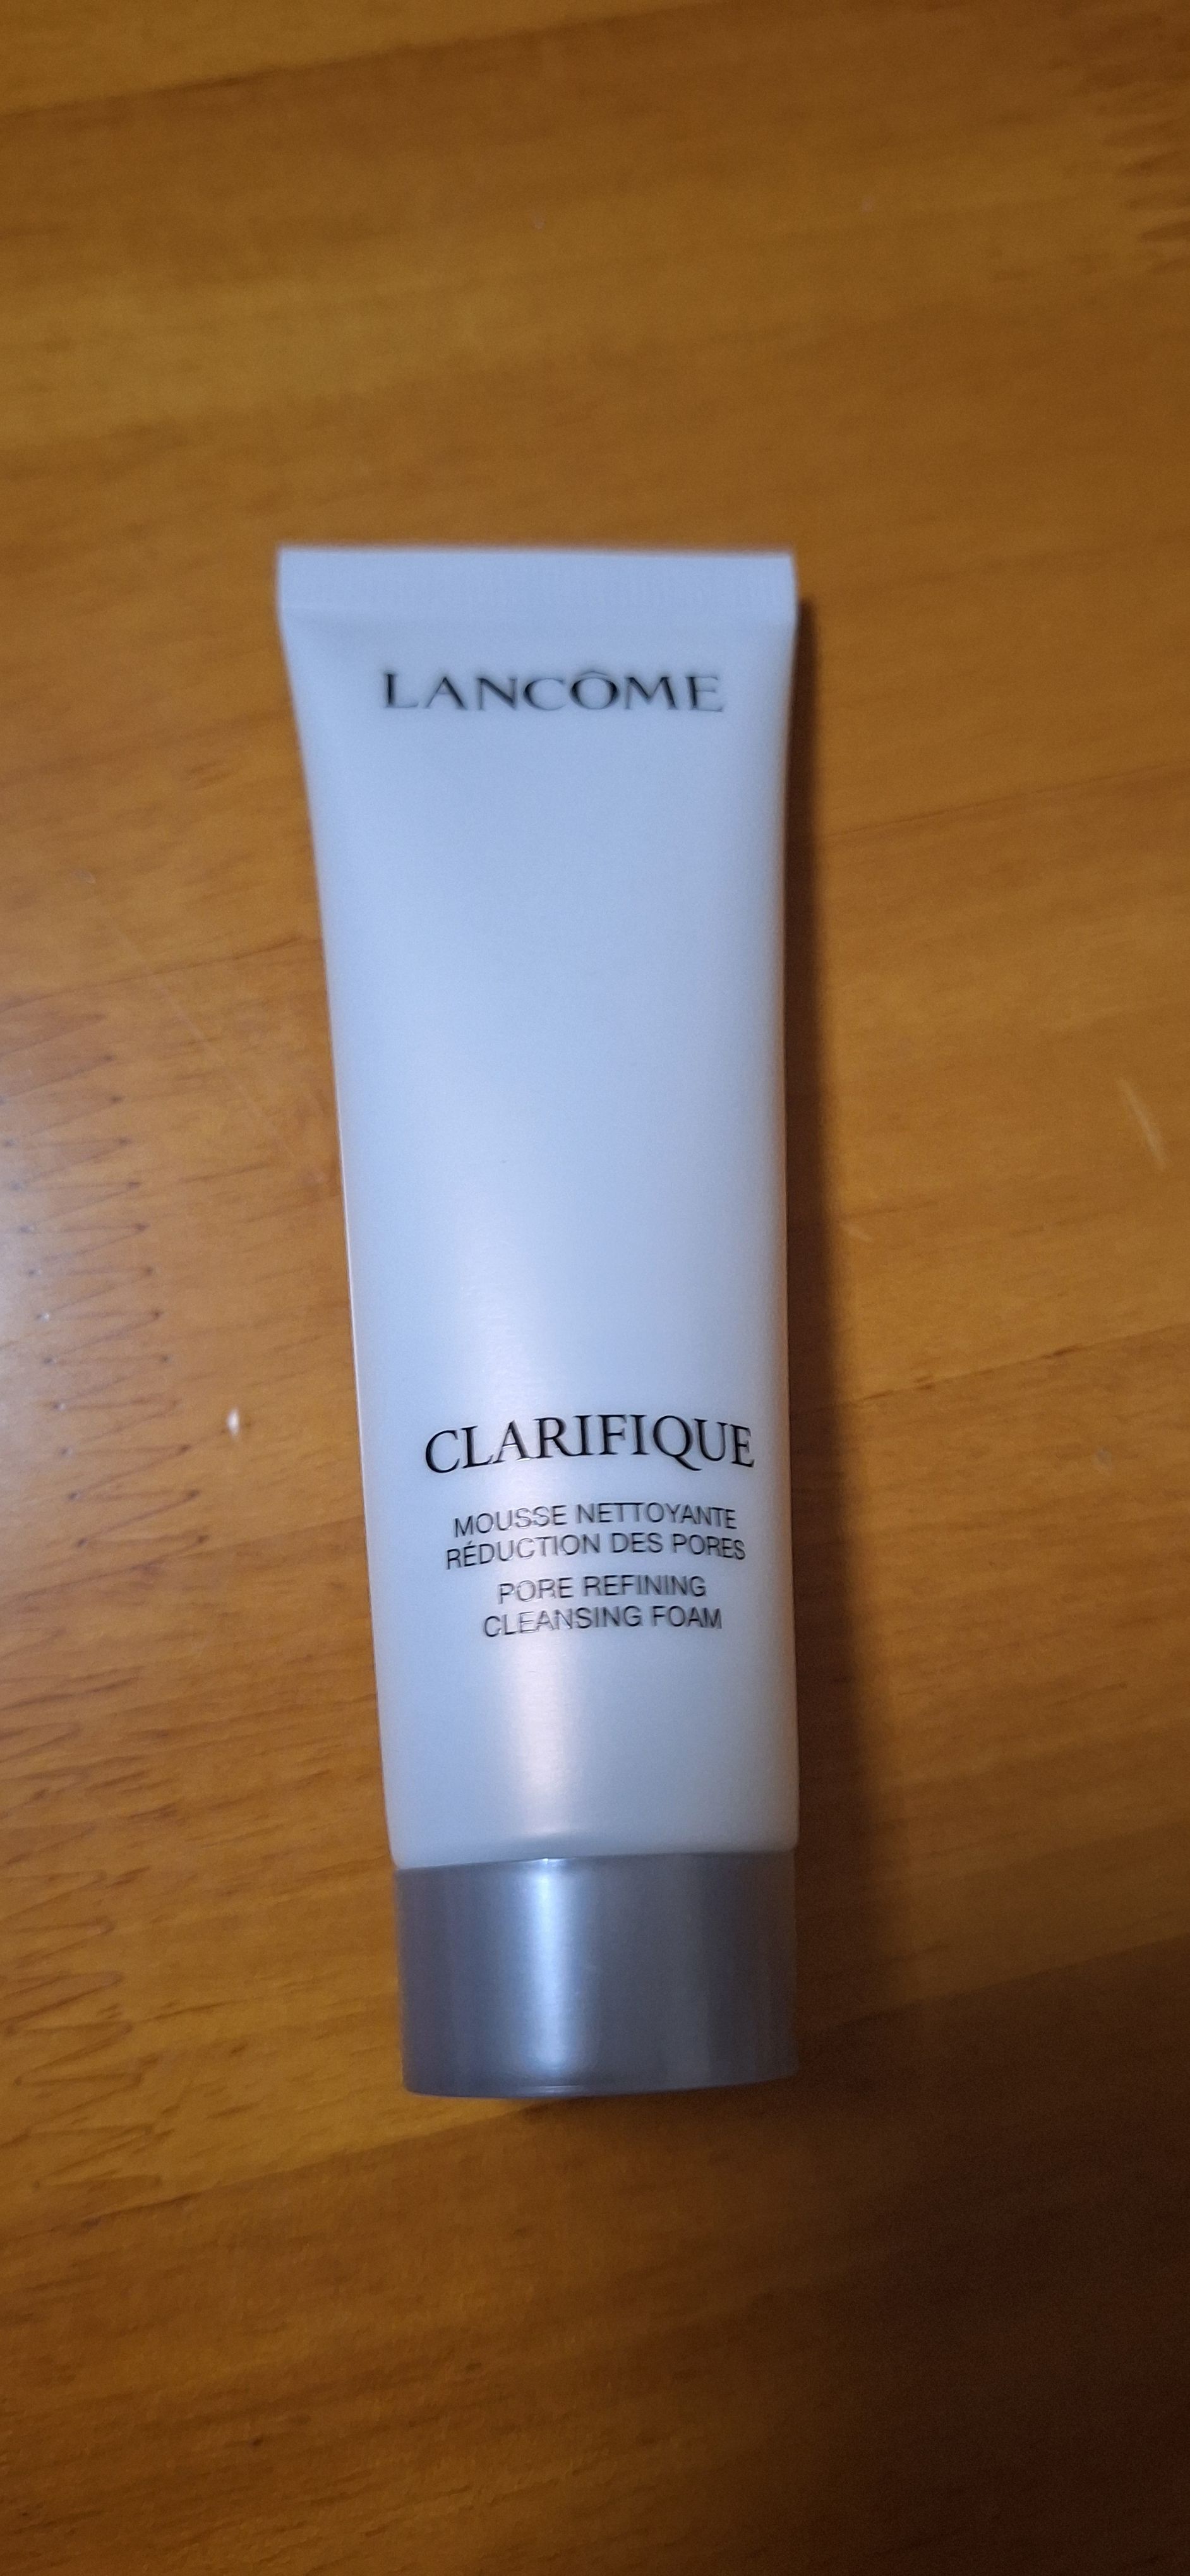 LANCÔME
CLARIFIQUE
MOUSSE NETTOYANTE
RÉDUCTION DES PORES
PORE REFINING
CLEANSING FOAM